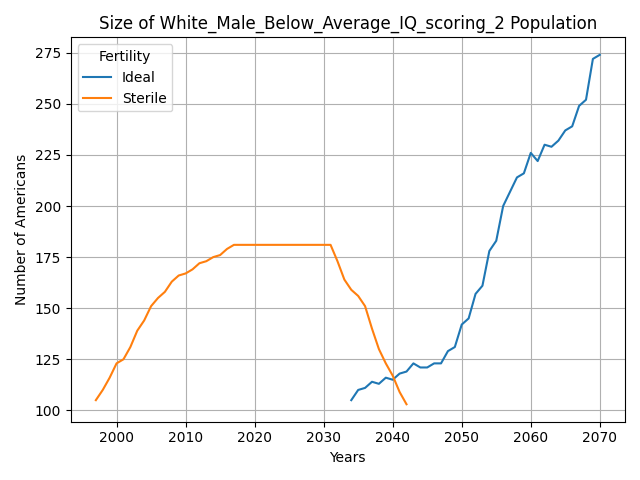 Size of White_Male_Below_Average_IQ_scoring_2 Population
Fertility
Ideal
Sterile
Number of Americans
275
250
225
200
175
150
125
100
2000 2010 2020 2030 2040 2050 2060 2070
Years